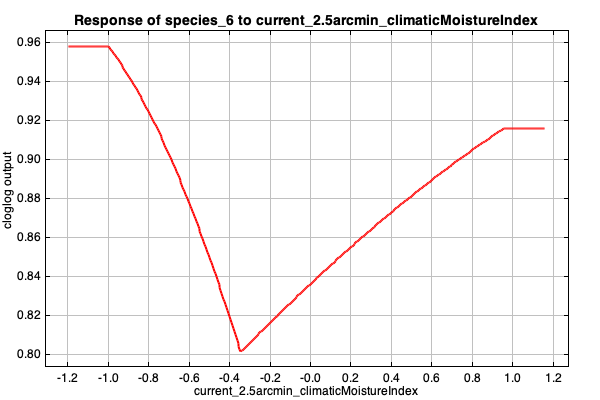 Response of species_6 to current_2.5arcmin_climaticMoistureIndex
0.96
0.94
0.92
0.90
0.88
0.86
0.84
0.82
0.80
cloglog output
-1.2 -1.0 -0.8 -0.6 -0.4 -0.2 -0.0 0.2 0.4 0.6 0.8 1.0 1.2
current_2.5arcmin_climaticMoistureIndex